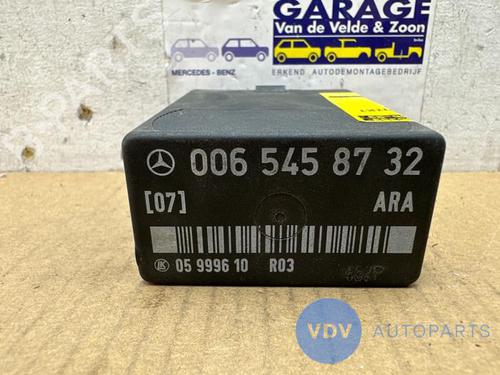 GARAGE
Van de Velde & Zoon
MERCEDES - BENZ
ERKEND AUTODEMONTAGEBEDRIJF
006 545 87 32
[07]
ARA
05 9996 10 R03
VDV AUTOPARTS